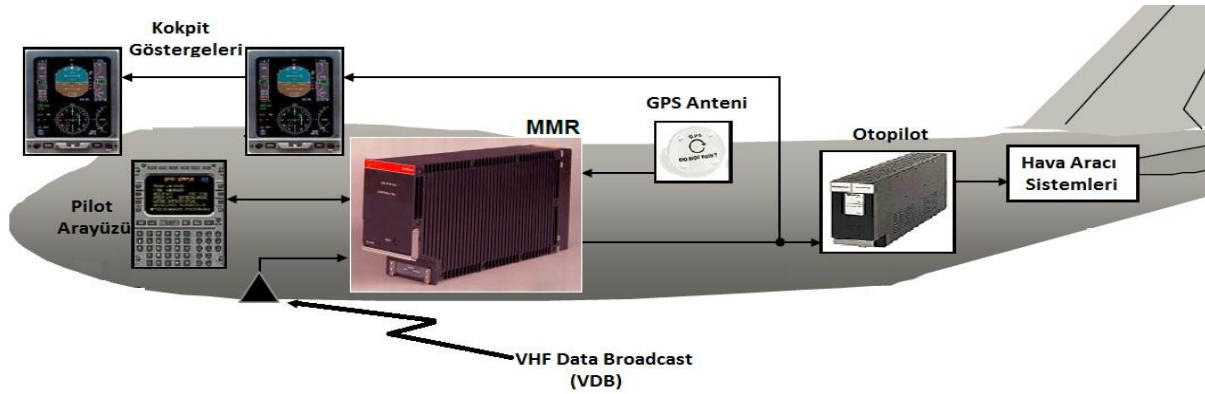 Kokpit
Göstergeleri
GPS Anteni
MMR
Otopilot
Hava Aracı
Sistemleri
Pilot
Arayüzü
VHF Data Broadcast
(VDB)